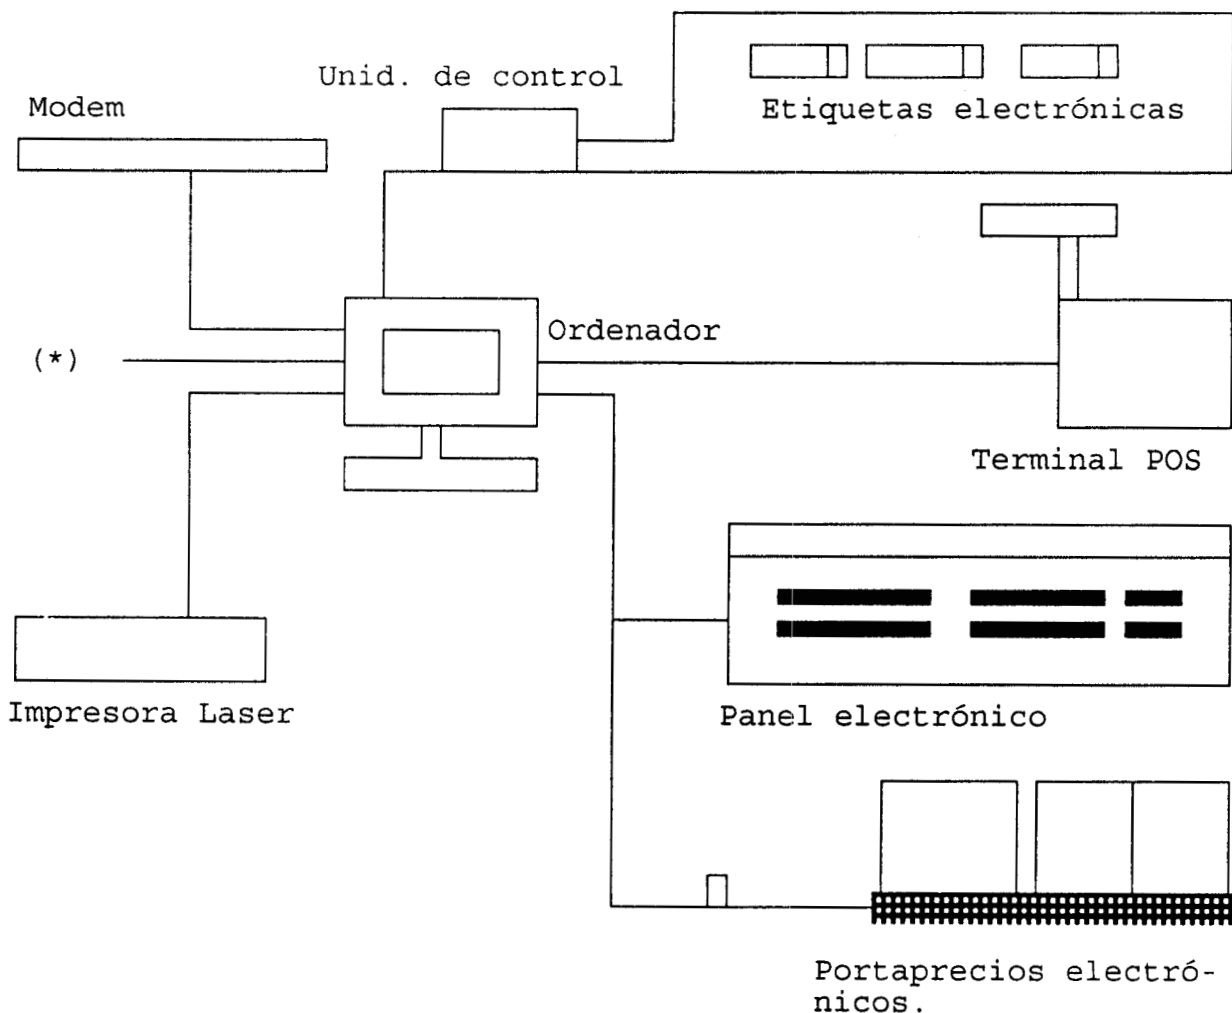 Unid. de control
Modem
Etiquetas electrónicas
Ordenador
(*)
Terminal POS
Impresora Laser
Panel electrónico
Portaprecios electró-
nicos.